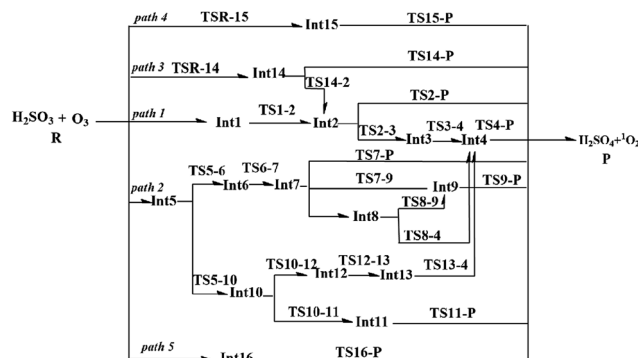 path 4 TSR-15 Int15 TS15-P
path 3 TSR-14 Int14 TS14-P
TS14-2
TS2-P
H₂SO₃ + O₃ path 1 Int1 TS1-2 Int2 TS2-3 Int3 TS3-4 Int4 TS4-P H₂SO₄+¹O₂
R P
TS7-P
path 2 Int5 TS5-6 Int6 TS6-7 Int7 TS7-9 Int9 TS9-P
Int8 TS8-9
TS8-4
TS5-10 Int10 TS10-12 Int12 TS12-13 Int13 TS13-4
TS10-11 Int11 TS11-P
path 5 Int16 TS16-P